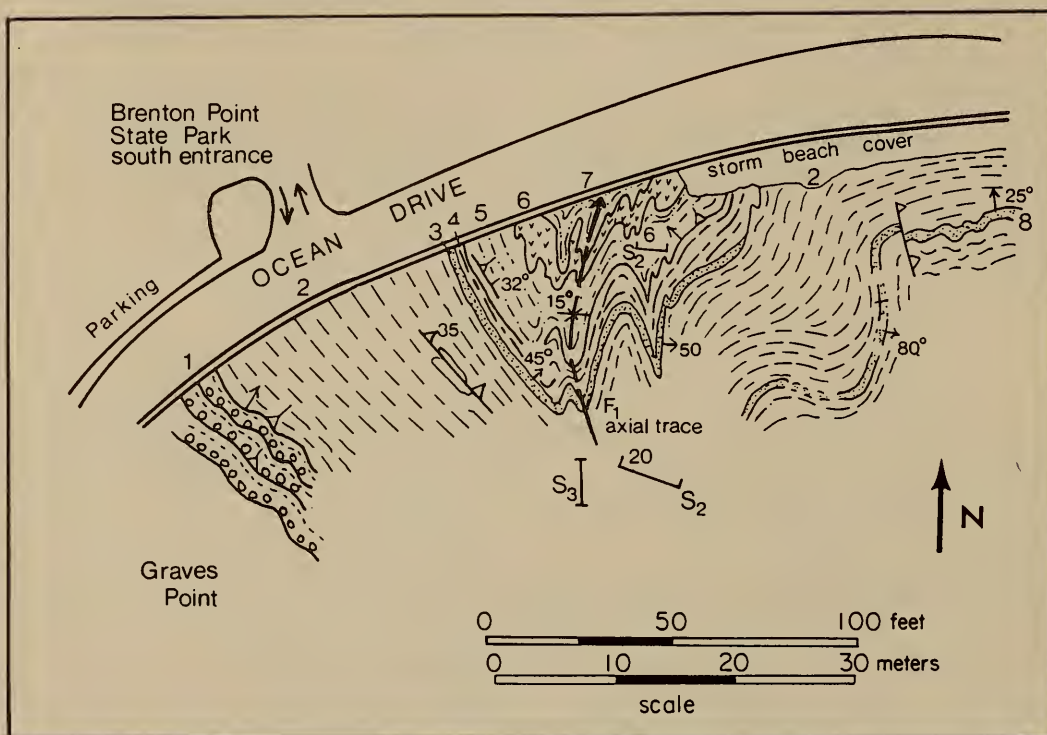 Brenton Point
State Park
south entrance
Parking
OCEAN DRIVE
storm beach cover
1
2
3
4
5
6
7
2
8
25°
32°
35
15°
45°
6
S2
50
80°
F1
axial trace
20
S3
S2
N
Graves
Point
0 50 100 feet
0 10 20 30 meters
scale